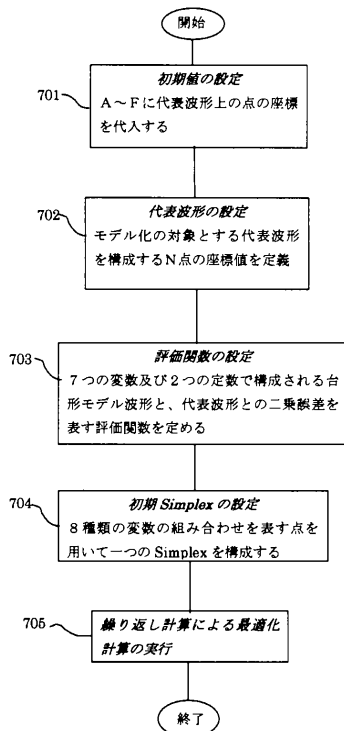 開始
701
初期値の設定
A～Fに代表波形上の点の座標
を代入する
702
代表波形の設定
モデル化の対象とする代表波形
を構成するN点の座標値を定義
703
評価関数の設定
7つの変数及び2つの定数で構成される台
形モデル波形と、代表波形との二乗誤差を
表す評価関数を定める
704
初期Simplexの設定
8種類の変数の組み合わせを表す点を
用いて一つのSimplexを構成する
705
繰り返し計算による最適化
計算の実行
終了